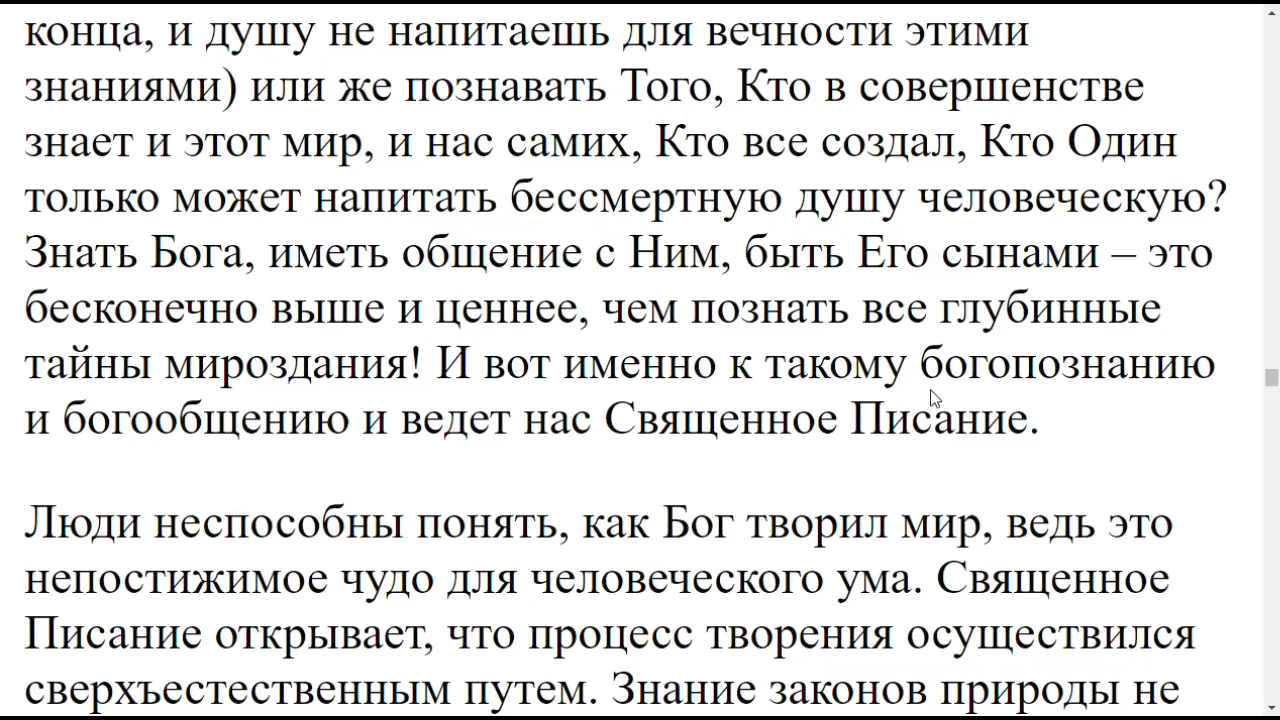 конца, и душу не напитаешь для вечности этими
знаниями) или же познавать Того, Кто в совершенстве
знает и этот мир, и нас самих, Кто все создал, Кто Один
только может напитать бессмертную душу человеческую?
Знать Бога, иметь общение с Ним, быть Его сынами – это
бесконечно выше и ценнее, чем познать все глубинные
тайны мироздания! И вот именно к такому богопознанию
и богообщению и ведет нас Священное Писание.
Люди неспособны понять, как Бог творил мир, ведь это
непостижимое чудо для человеческого ума. Священное
Писание открывает, что процесс творения осуществился
сверхъестественным путем. Знание законов природы не